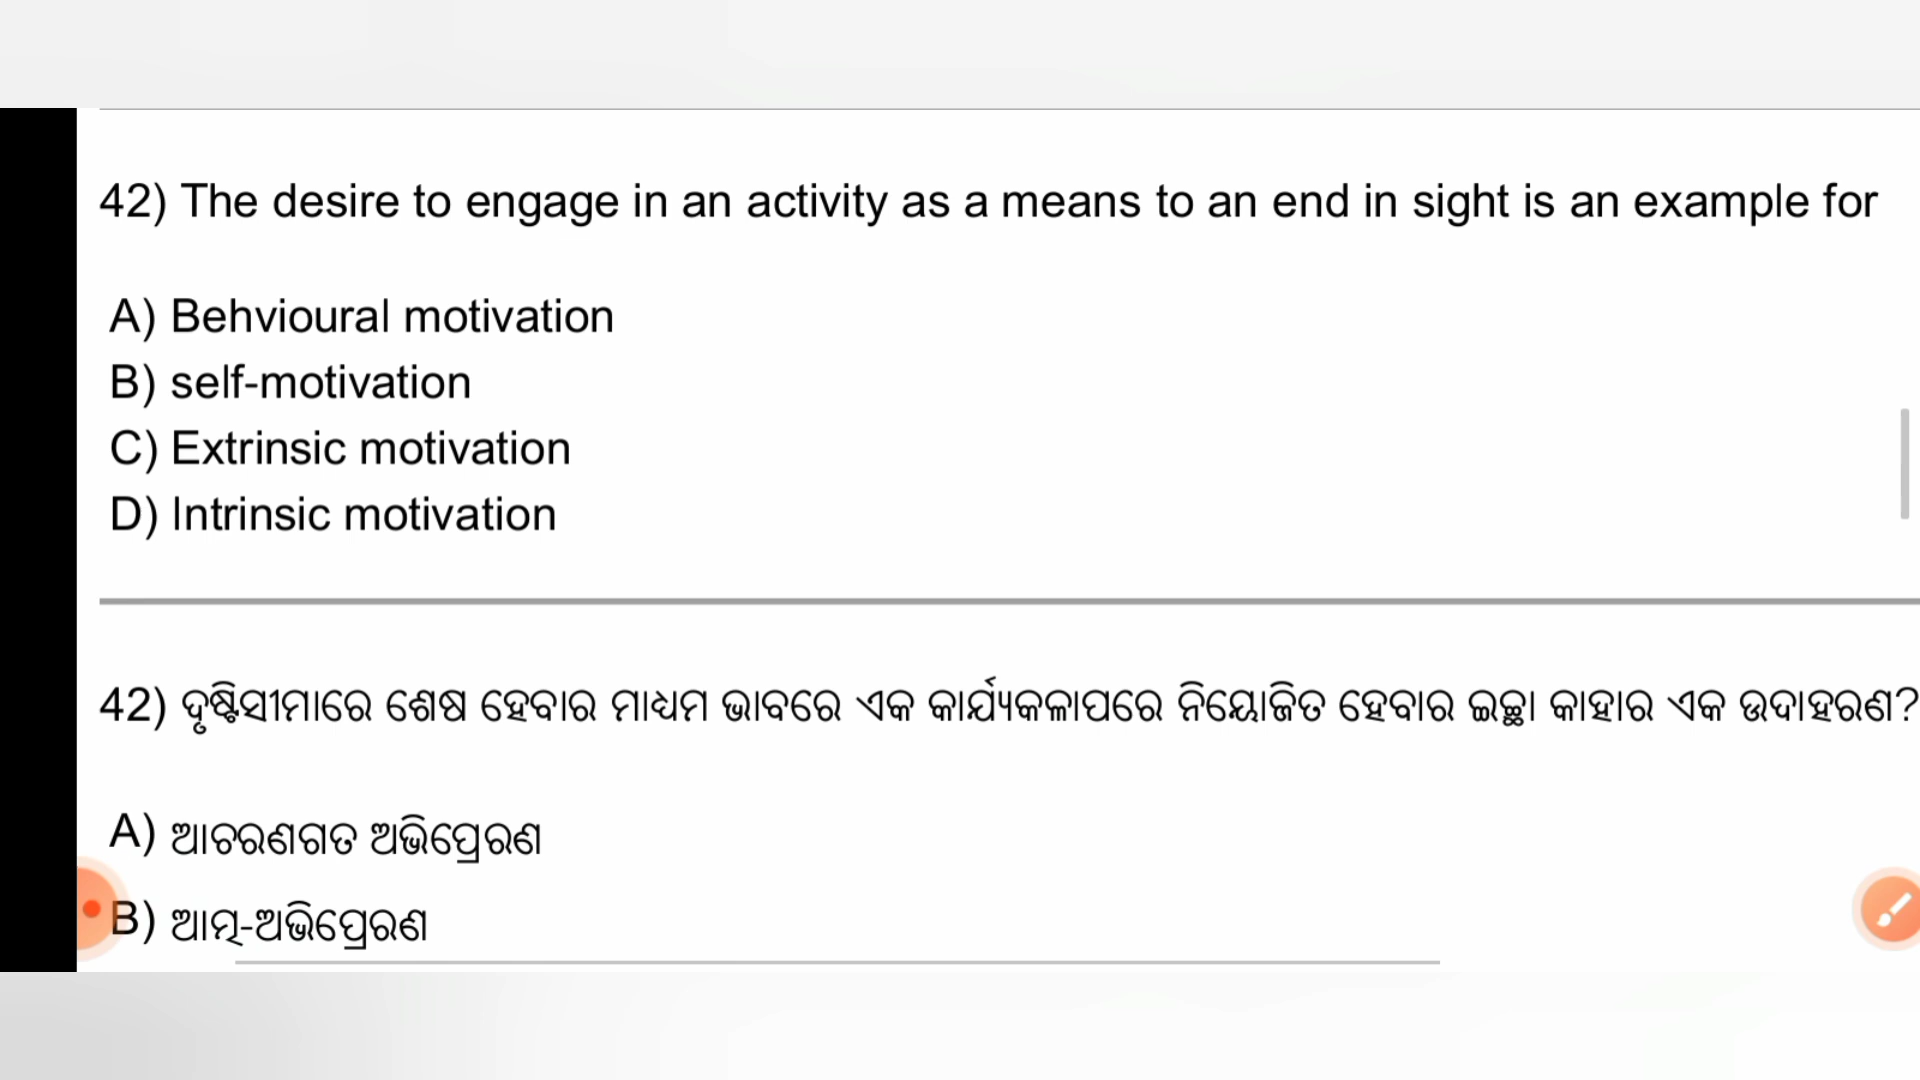 42) The desire to engage in an activity as a means to an end in sight is an example for
A) Behvioural motivation
B) self-motivation
C) Extrinsic motivation
D) Intrinsic motivation
42) ଦୃଷ୍ଟିସୀମାରେ ଶେଷ ହେବାର ମାଧ୍ୟମ ଭାବରେ ଏକ କାର୍ଯ୍ୟକଳାପରେ ନିୟୋଜିତ ହେବାର ଇଚ୍ଛା କାହାର ଏକ ଉଦାହରଣ?
A) ଆଚରଣଗତ ଅଭିପ୍ରେରଣ
B) ଆତ୍ମ-ଅଭିପ୍ରେରଣ